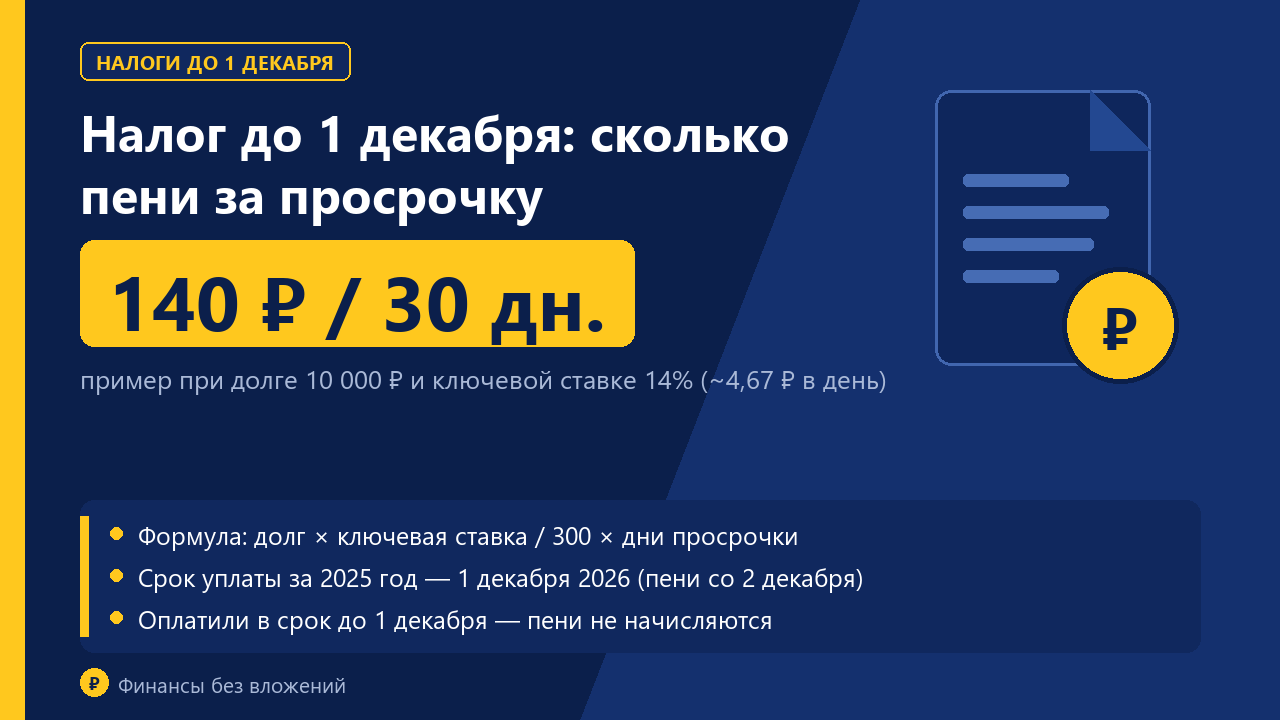 НАЛОГИ ДО 1 ДЕКАБРЯ
Налог до 1 декабря: сколько
пени за просрочку
140 ₽ / 30 дн.
пример при долге 10 000 ₽ и ключевой ставке 14% (~4,67 ₽ в день)
₽
Формула: долг × ключевая ставка / 300 × дни просрочки
Срок уплаты за 2025 год — 1 декабря 2026 (пени со 2 декабря)
Оплатили в срок до 1 декабря — пени не начисляются
₽ Финансы без вложений